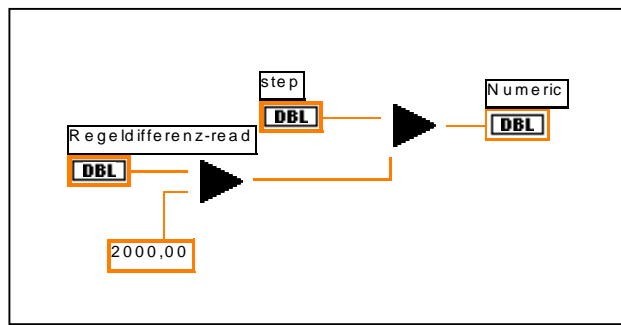 step
DBL
Numeric
DBL
Regeldifferenz-read
DBL
2000,00